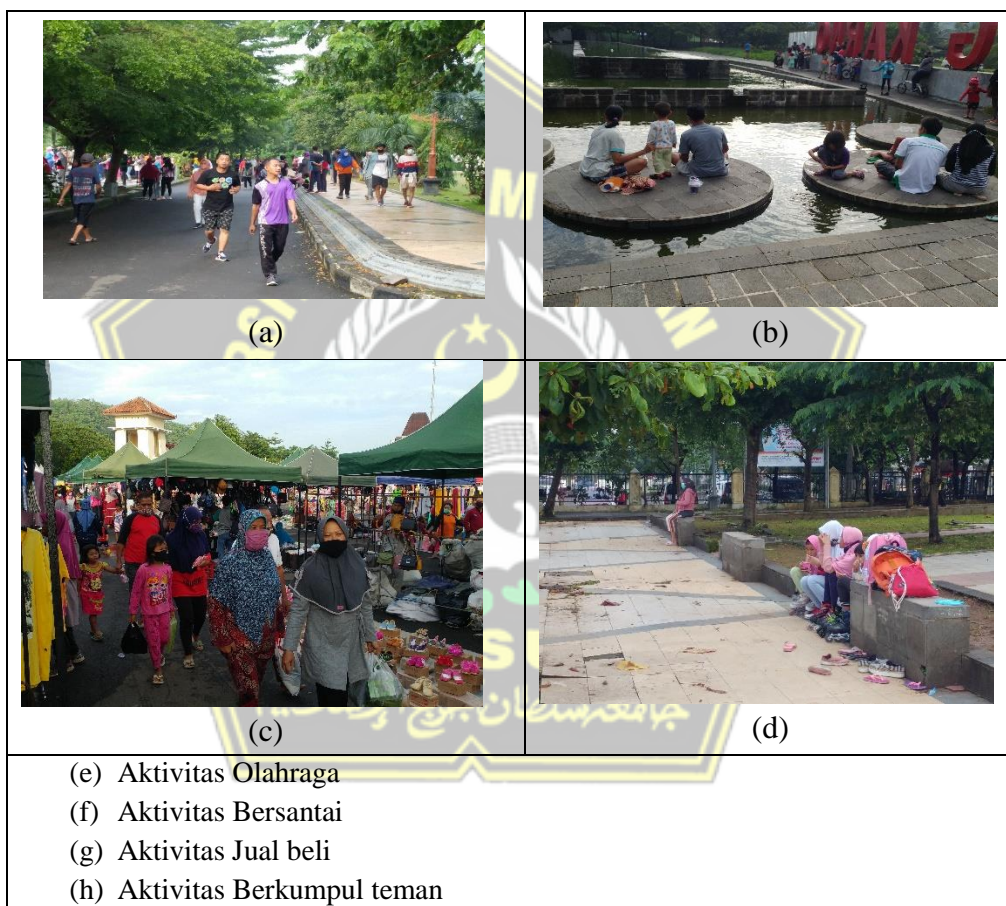 (a)
(b)
(c)
(d)
(e) Aktivitas Olahraga
(f) Aktivitas Bersantai
(g) Aktivitas Jual beli
(h) Aktivitas Berkumpul teman